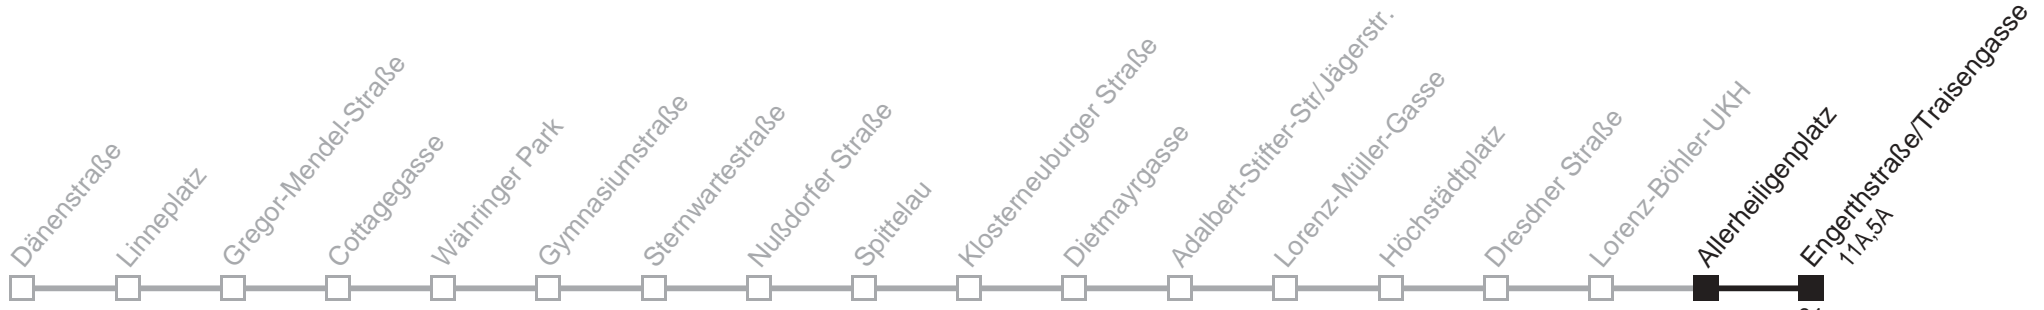 Dänenstraße
Linneplatz
Gregor-Mendel-Straße
Cottagegasse
Währinger Park
Gymnasiumstraße
Sternwartestraße
Nußdorfer Straße
Spittelau
Klosterneuburger Straße
Dietmayrgasse
Adalbert-Stifter-Str/Jägerstr.
Lorenz-Müller-Gasse
Höchstädtplatz
Dresdner Straße
Lorenz-Böhler-UKH
Allerheiligenplatz
Engerthstraße/Traisengasse
11A,5A